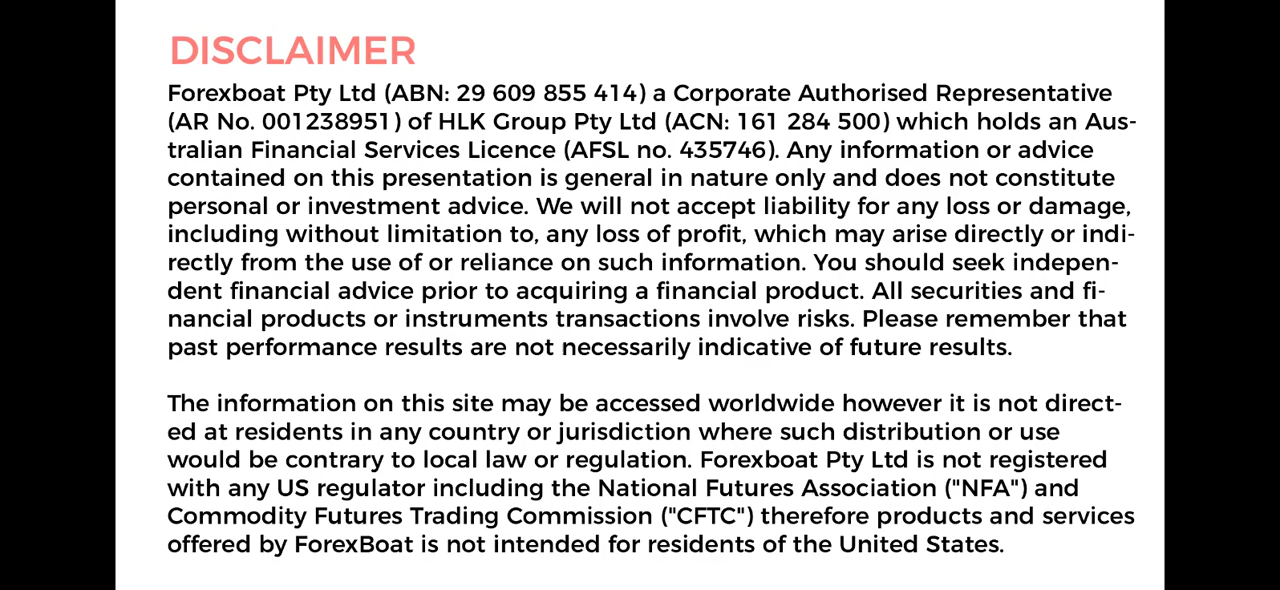 DISCLAIMER
Forexboat Pty Ltd (ABN: 29 609 855 414) a Corporate Authorised Representative
(AR No. 001238951) of HLK Group Pty Ltd (ACN: 161 284 500) which holds an Aus-
tralian Financial Services Licence (AFSL no. 435746). Any information or advice
contained on this presentation is general in nature only and does not constitute
personal or investment advice. We will not accept liability for any loss or damage,
including without limitation to, any loss of profit, which may arise directly or indi-
rectly from the use of or reliance on such information. You should seek indepen-
dent financial advice prior to acquiring a financial product. All securities and fi-
nancial products or instruments transactions involve risks. Please remember that
past performance results are not necessarily indicative of future results.
The information on this site may be accessed worldwide however it is not direct-
ed at residents in any country or jurisdiction where such distribution or use
would be contrary to local law or regulation. Forexboat Pty Ltd is not registered
with any US regulator including the National Futures Association ("NFA") and
Commodity Futures Trading Commission ("CFTC") therefore products and services
offered by ForexBoat is not intended for residents of the United States.